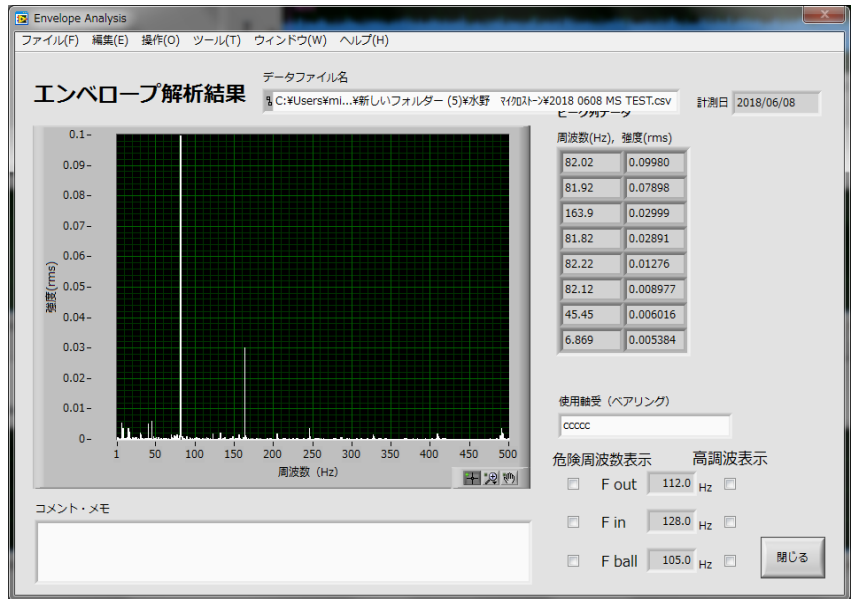 Envelope Analysis
ファイル(F) 編集(E) 操作(O) ツール(T) ウィンドウ(W) ヘルプ(H)
エンベロープ解析結果
データファイル名
C:¥Users¥mi...¥新しいフォルダー (5)¥水野 マイクロストーン¥2018 0608 MS TEST.csv
計測日 2018/06/08
ピーク列データ
周波数(Hz), 強度(rms)
82.02 0.09980
81.92 0.07898
163.9 0.02999
81.82 0.02891
82.22 0.01276
82.12 0.008977
45.45 0.006016
6.869 0.005384
強度(rms)
0.1
0.09
0.08
0.07
0.06
0.05
0.04
0.03
0.02
0.01
0
1 50 100 150 200 250 300 350 400 450 500
周波数 (Hz)
使用軸受 (ベアリング)
ccccc
危険周波数表示 高調波表示
F out 112.0 Hz
F in 128.0 Hz
F ball 105.0 Hz
コメント・メモ
閉じる